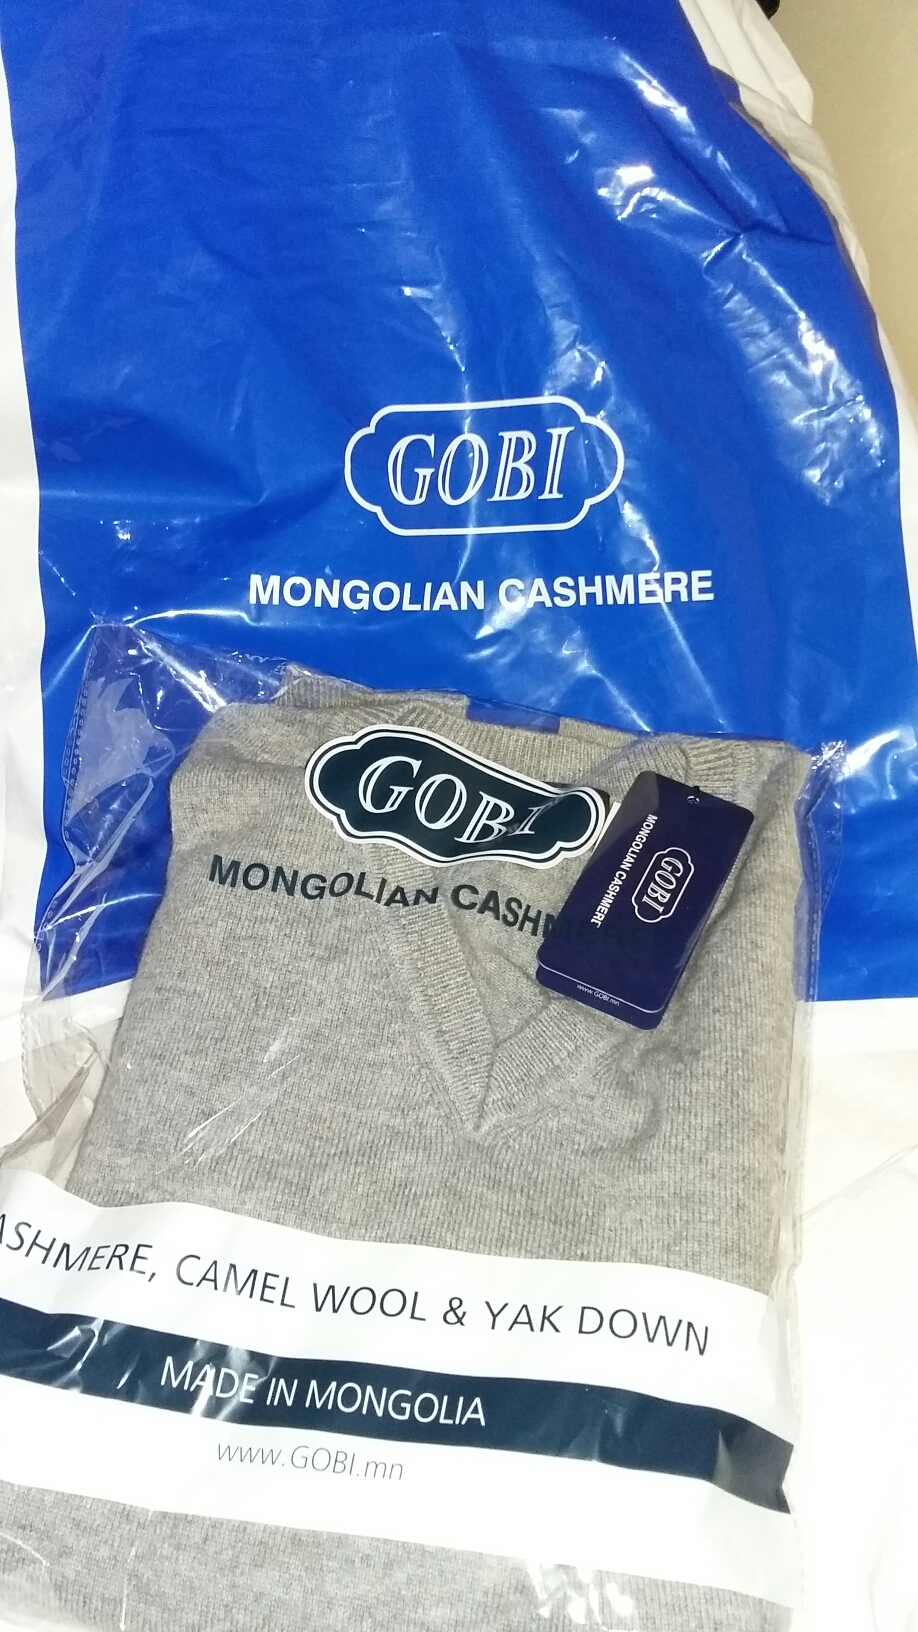 GOBI
MONGOLIAN CASHMERE
GOBI
MONGOLIAN CASHM
GOBI
MONGOLIAN CASHMERE
www.GOBI.mn
ASHMERE, CAMEL WOOL & YAK DOWN
MADE IN MONGOLIA
www.GOBI.mn